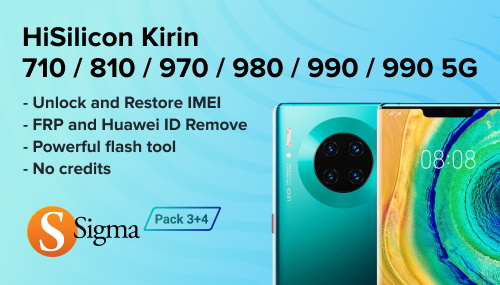 HiSilicon Kirin
710 / 810 / 970 / 980 / 990 / 990 5G
- Unlock and Restore IMEI
- FRP and Huawei ID Remove
- Powerful flash tool
- No credits
S Sigma
Pack 3+4
LEICA
08:08